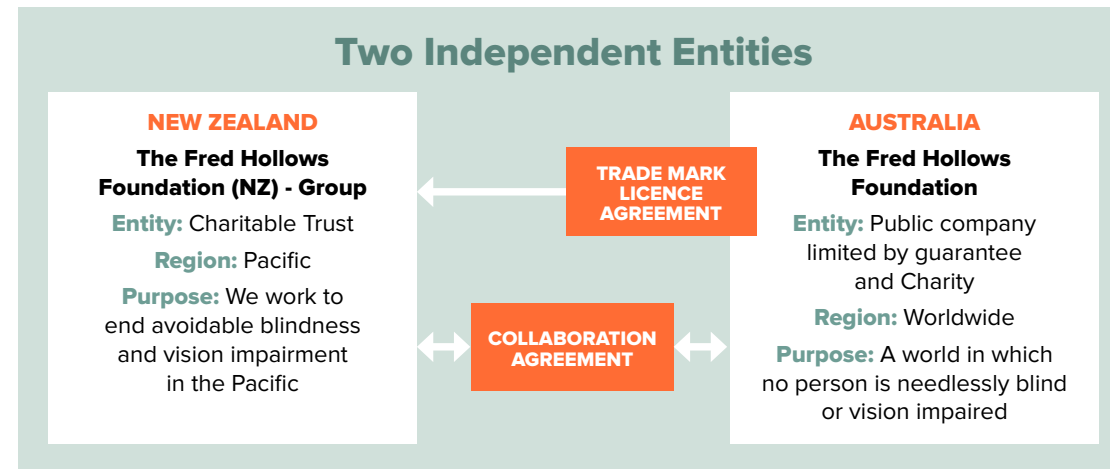 Two Independent Entities
NEW ZEALAND
The Fred Hollows
Foundation (NZ) - Group
Entity: Charitable Trust
Region: Pacific
Purpose: We work to
end avoidable blindness
and vision impairment
in the Pacific
TRADE MARK
LICENCE
AGREEMENT
COLLABORATION
AGREEMENT
AUSTRALIA
The Fred Hollows
Foundation
Entity: Public company
limited by guarantee
and Charity
Region: Worldwide
Purpose: A world in which
no person is needlessly blind
or vision impaired